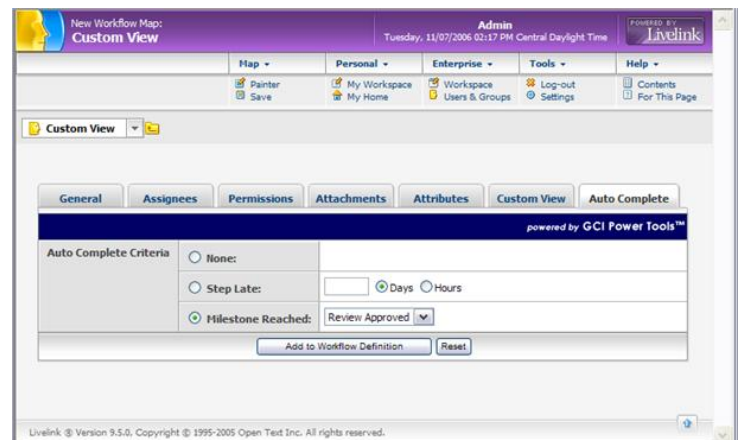 New Workflow Map:
Custom View
Admin
Tuesday, 11/07/2006 02:17 PM Central Daylight Time
POWERED BY
Livelink
Map Personal Enterprise Tools Help
Painter My Workspace Workspace Log-out Contents
Save My Home Users & Groups Settings For This Page
Custom View
General Assignees Permissions Attachments Attributes Custom View Auto Complete
powered by GCI Power Tools™
Auto Complete Criteria None:
Step Late: Days Hours
Milestone Reached: Review Approved
Add to Workflow Definition Reset
Livelink ® Version 9.5.0, Copyright © 1995-2005 Open Text Inc. All rights reserved.